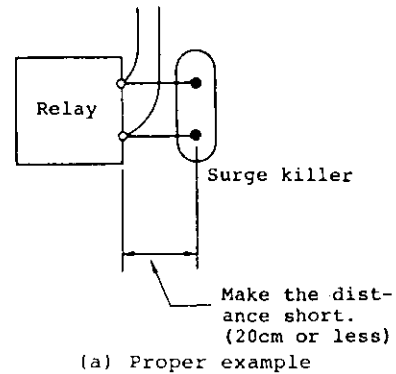 Relay
Surge killer
Make the dist-
ance short.
(20cm or less)
(a) Proper example